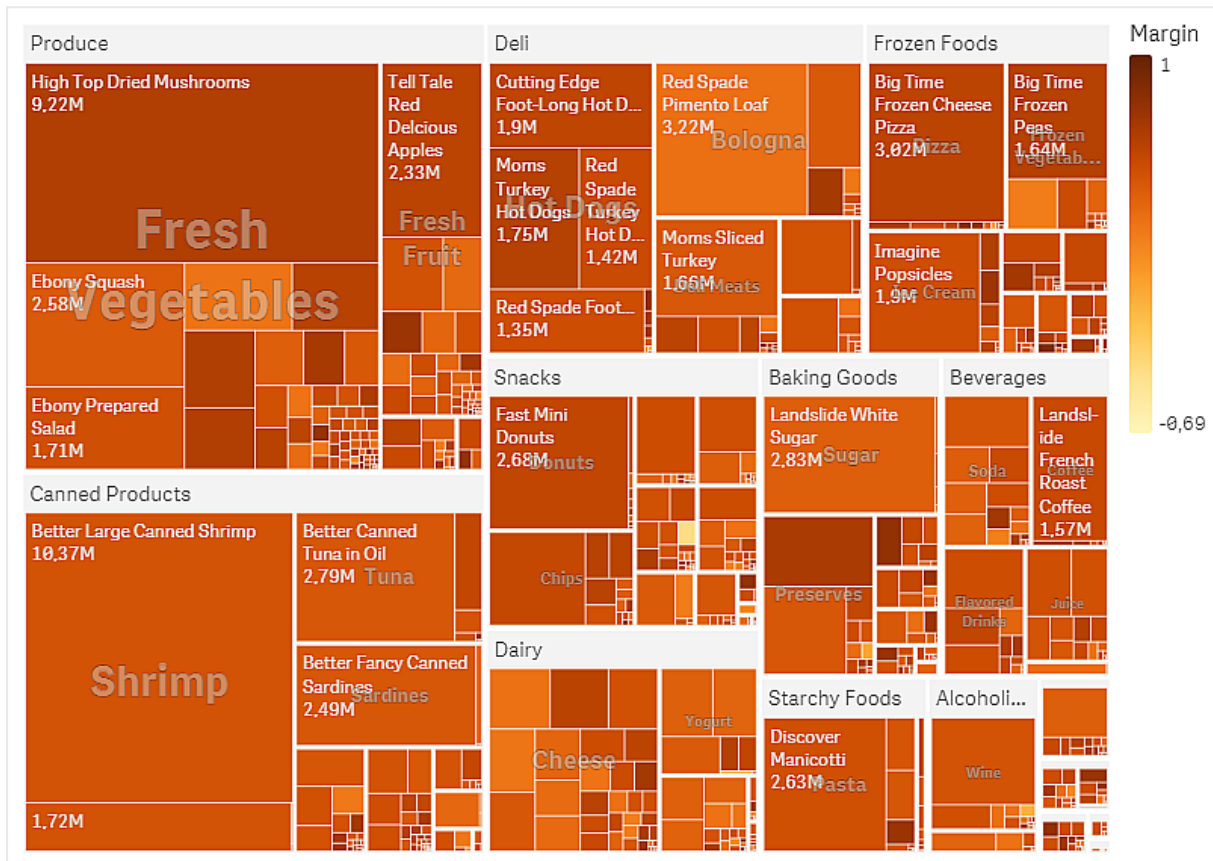 Produce
High Top Dried Mushrooms
9,22M
Fresh
Vegetables
Ebony Squash
2,58M
Ebony Prepared
Salad
1,71M
Tell Tale
Red
Delcious
Apples
2,33M
Fresh
Fruit
Canned Products
Better Large Canned Shrimp
10,37M
Shrimp
1,72M
Better Canned
Tuna in Oil
2,79M
Tuna
Better Fancy Canned
Sardines
2,49M
Sardines
Deli
Cutting Edge
Foot-Long Hot D...
1,9M
Moms
Turkey
Hot Dogs
1,75M
Red
Spade
Turkey
Hot D...
1,42M
Hot Dogs
Red Spade Foot...
1,35M
Red Spade
Pimento Loaf
3,22M
Bologna
Moms Sliced
Turkey
1,66M
Deli Meats
Frozen Foods
Big Time
Frozen Cheese
Pizza
3,02M
Pizza
Big Time
Frozen
Peas
1,64M
Frozen
Vegetab...
Imagine
Popsicles
1,9M
Ice Cream
Snacks
Fast Mini
Donuts
2,68M
Donuts
Chips
Dairy
Cheese
Yogurt
Baking Goods
Landslide White
Sugar
2,83M
Sugar
Preserves
Beverages
Soda
Landsl-
ide
French
Roast
Coffee
1,57M
Coffee
Flavored
Drinks
Juice
Starchy Foods
Discover
Manicotti
2,63M
Pasta
Alcoholi...
Wine
Margin
1
-0,69